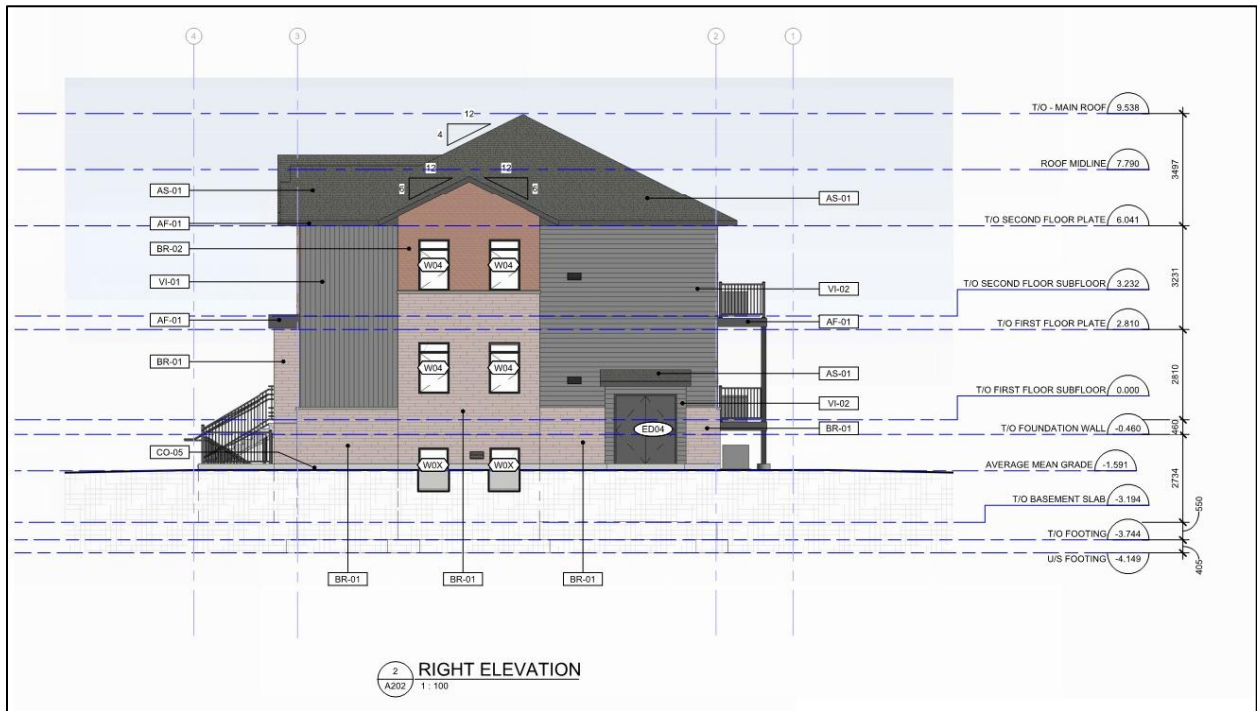 4
3
2
1
T/O - MAIN ROOF 9.538
12
4
ROOF MIDLINE 7.790
3497
12
12
6
6
AS-01
AS-01
AF-01
T/O SECOND FLOOR PLATE 6.041
BR-02
W04
W04
VI-01
VI-02
T/O SECOND FLOOR SUBFLOOR 3.232
3231
AF-01
AF-01
T/O FIRST FLOOR PLATE 2.810
BR-01
W04
W04
AS-01
2810
T/O FIRST FLOOR SUBFLOOR 0.000
VI-02
ED04
BR-01
T/O FOUNDATION WALL -0.460
460
CO-05
W0X
W0X
AVERAGE MEAN GRADE -1.591
2734
T/O BASEMENT SLAB -3.194
550
T/O FOOTING -3.744
U/S FOOTING -4.149
405
BR-01
BR-01
BR-01
2
A202
RIGHT ELEVATION
1 : 100